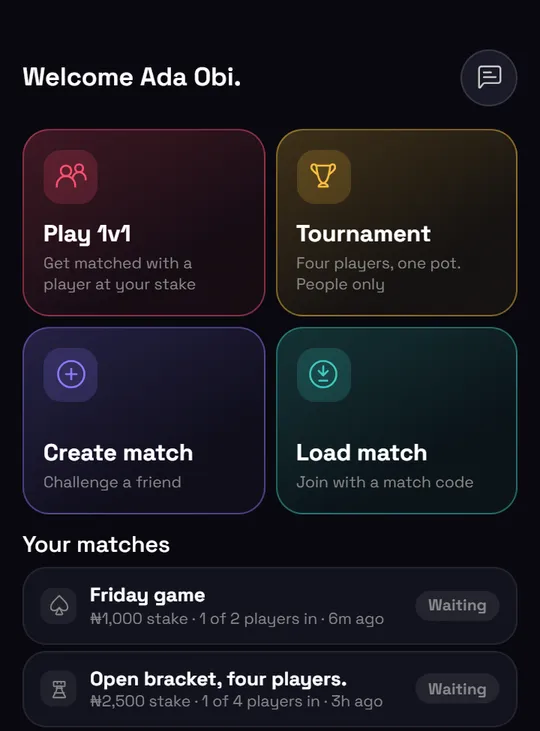 Welcome Ada Obi.
Play 1v1
Get matched with a
player at your stake
Tournament
Four players, one pot.
People only
Create match
Challenge a friend
Load match
Join with a match code
Your matches
Friday game
₦1,000 stake · 1 of 2 players in · 6m ago
Waiting
Open bracket, four players.
₦2,500 stake · 1 of 4 players in · 3h ago
Waiting